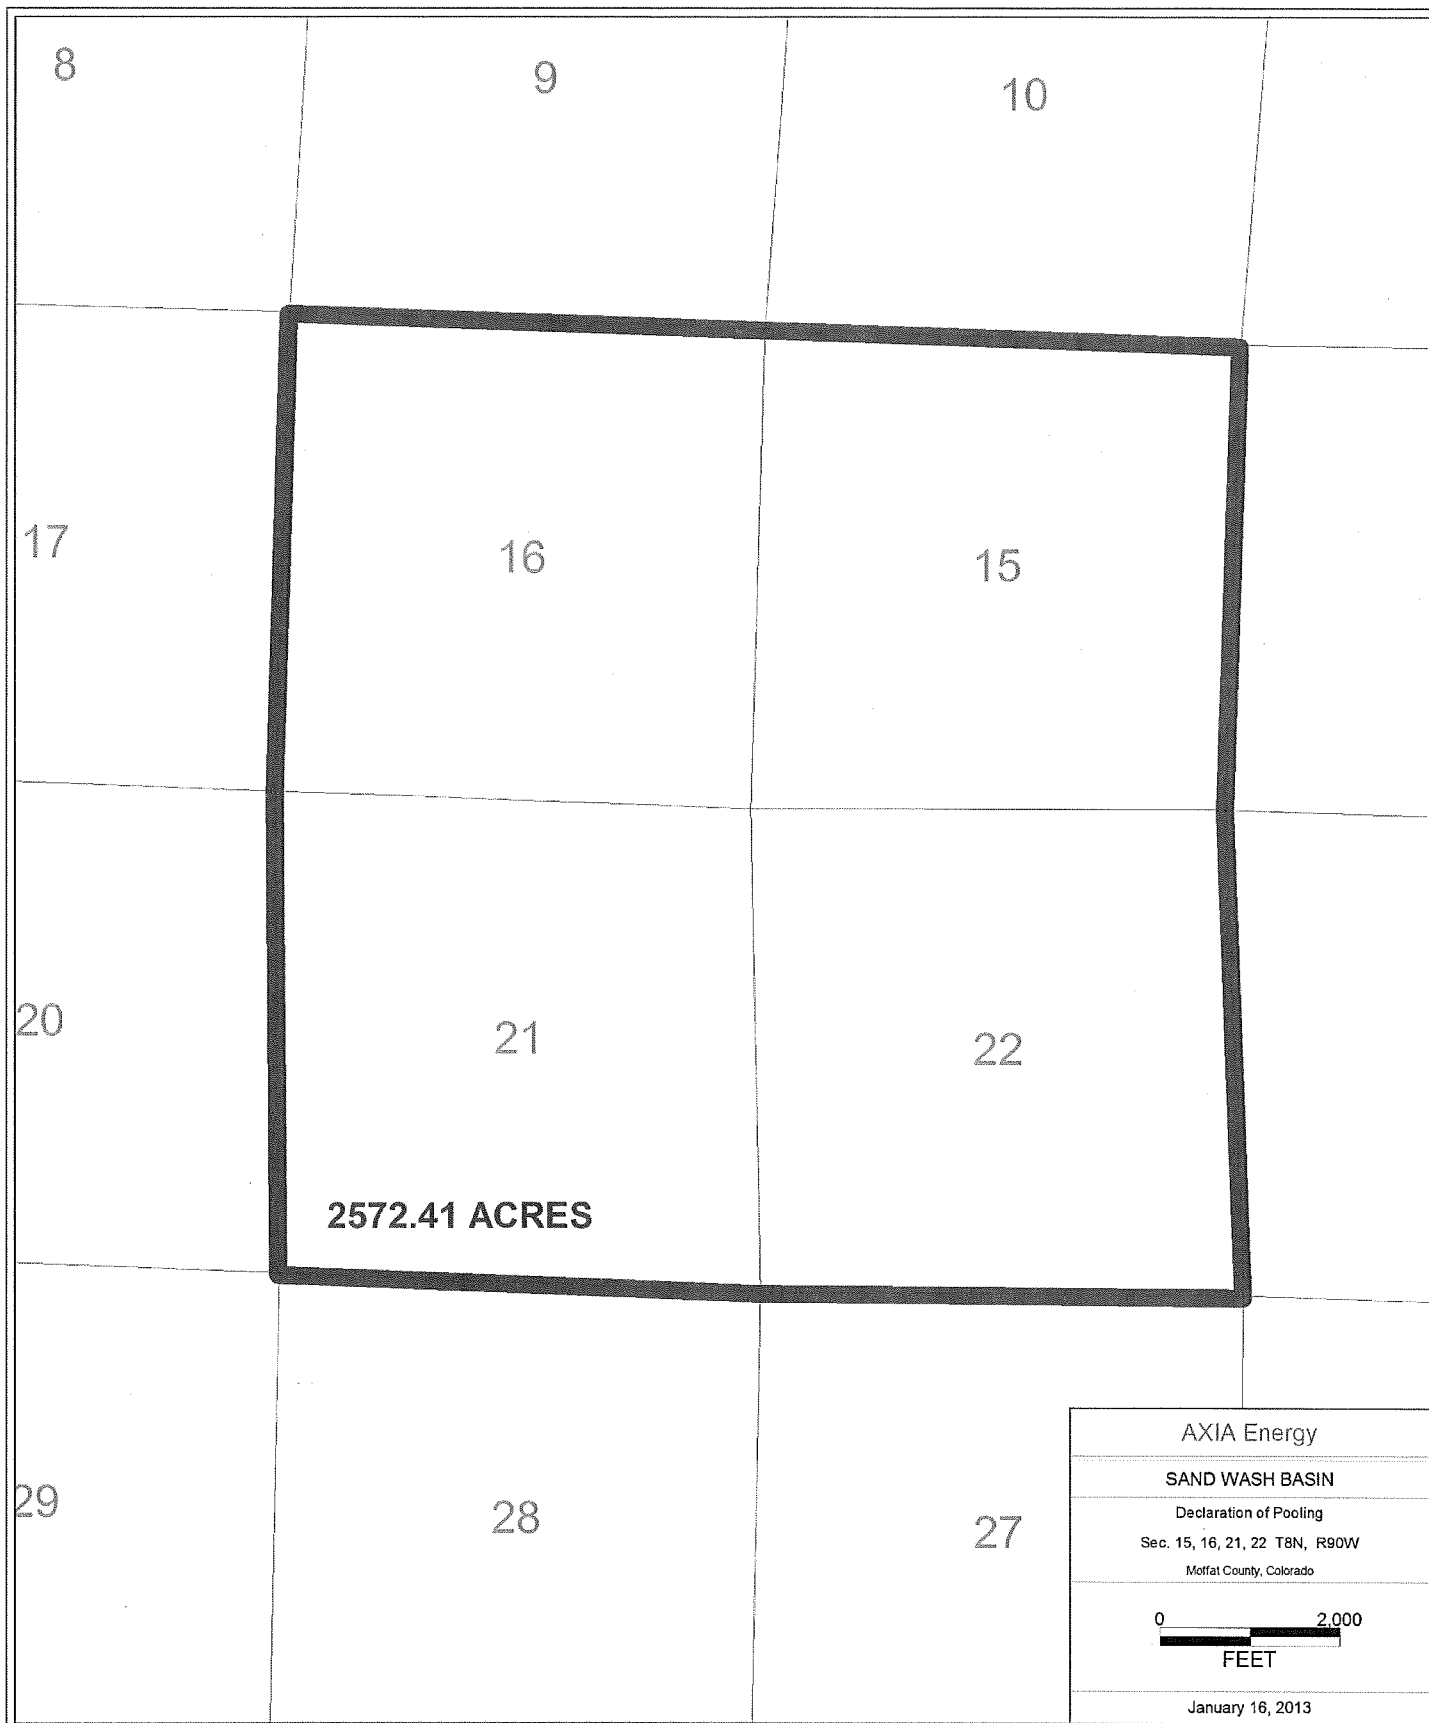 8
9
10
17
16
15
20
21
22
2572.41 ACRES
29
28
27
AXIA Energy
SAND WASH BASIN
Declaration of Pooling
Sec. 15, 16, 21, 22 T8N, R90W
Moffat County, Colorado
0 2,000
FEET
January 16, 2013